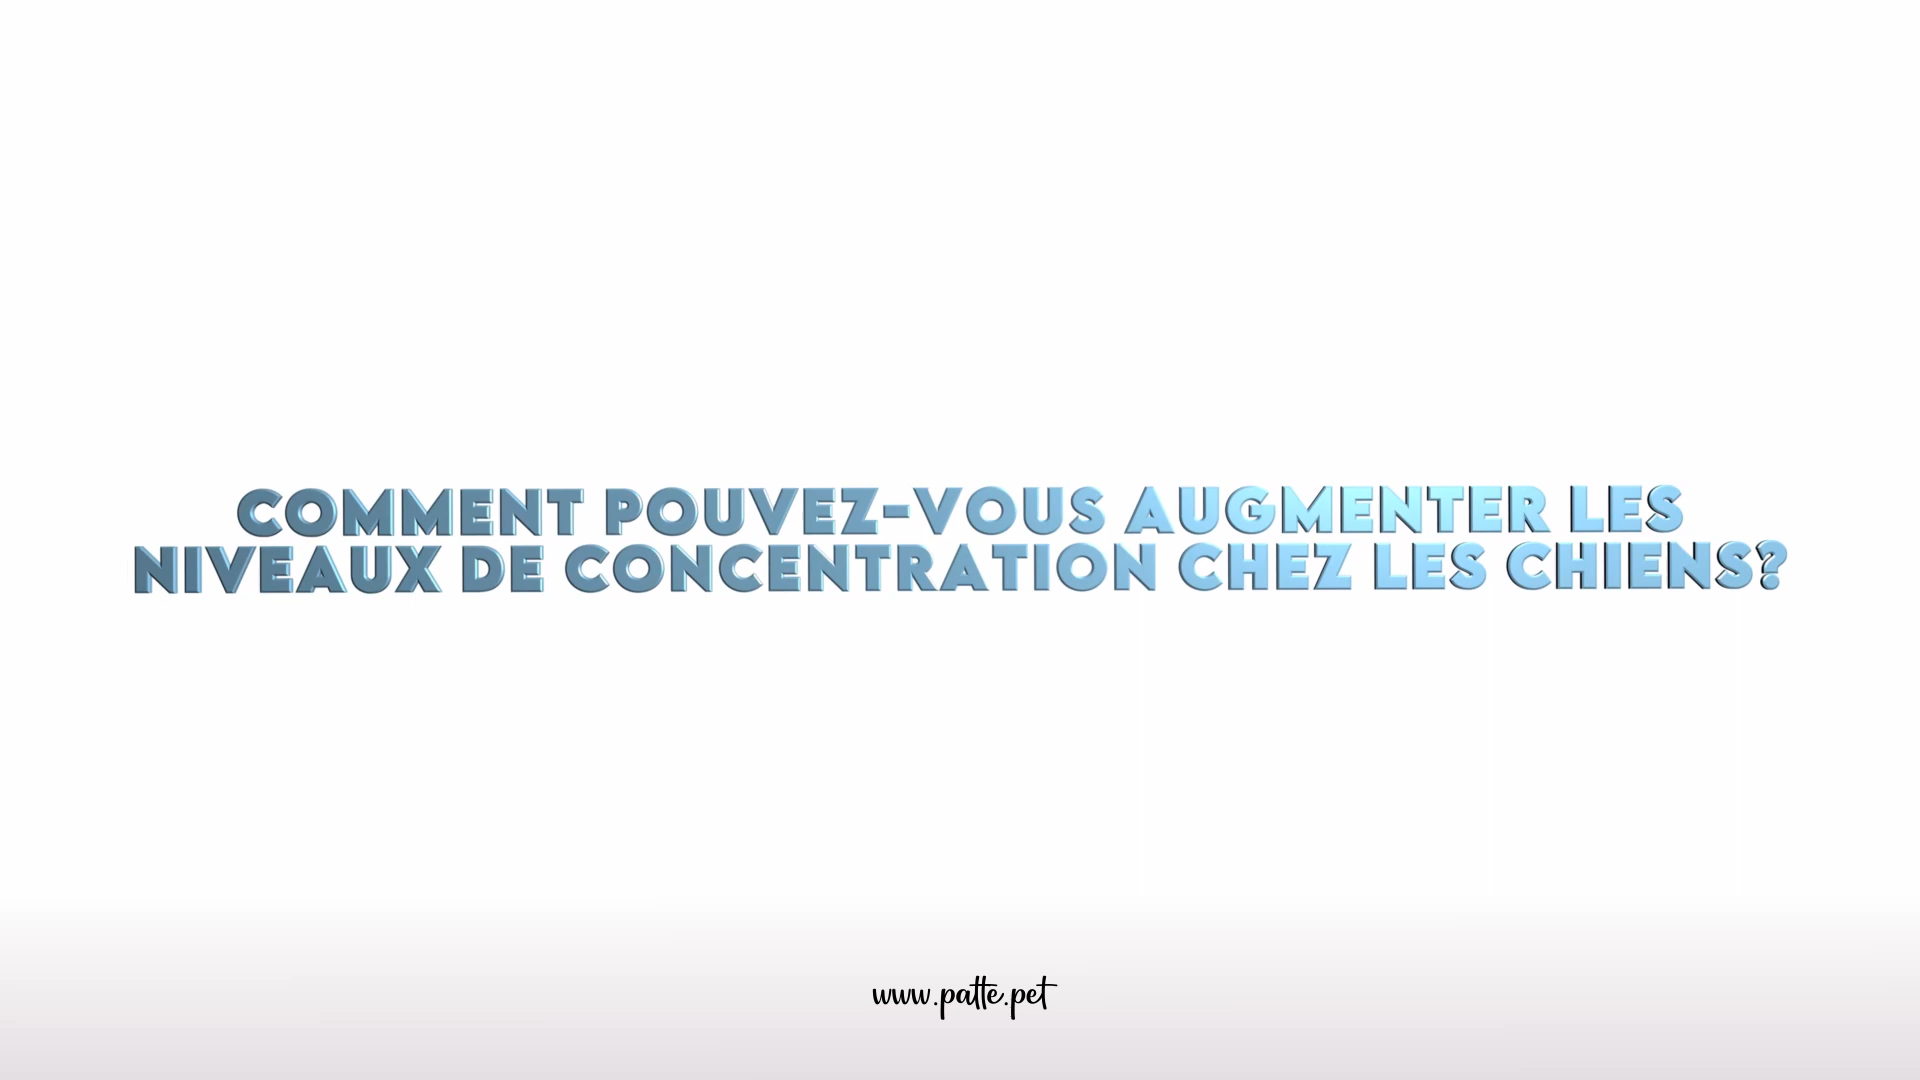 COMMENT POUVEZ-VOUS AUGMENTER LES
NIVEAUX DE CONCENTRATION CHEZ LES CHIENS?
www.patte.pet